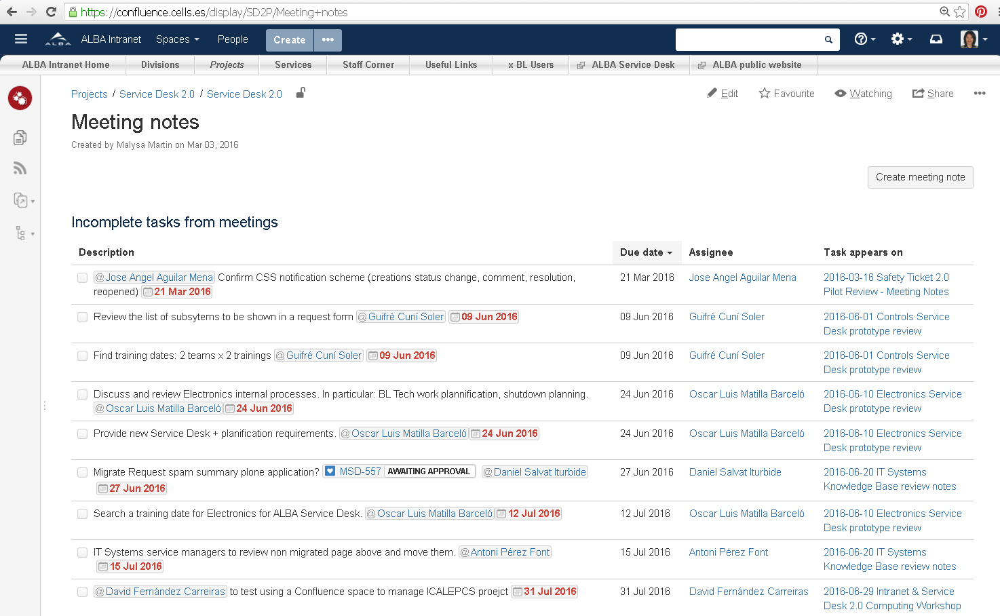 https://confluence.cells.es/display/SD2P/Meeting+notes
ALBA ALBA Intranet Spaces People Create •••
ALBA Intranet Home Divisions Projects Services Staff Corner Useful Links x BL Users ALBA Service Desk ALBA public website
Projects / Service Desk 2.0 / Service Desk 2.0 Edit Favourite Watching Share •••
Meeting notes
Created by Malysa Martin on Mar 03, 2016
Create meeting note
Incomplete tasks from meetings
Description Due date Assignee Task appears on
@Jose Angel Aguilar Mena Confirm CSS notification scheme (creations status change, comment, resolution, 21 Mar 2016 Jose Angel Aguilar Mena 2016-03-16 Safety Ticket 2.0
reopened) 21 Mar 2016 Pilot Review - Meeting Notes
Review the list of subsytems to be shown in a request form @Guifré Cuní Soler 09 Jun 2016 09 Jun 2016 Guifré Cuní Soler 2016-06-01 Controls Service
Desk prototype review
Find training dates: 2 teams x 2 trainings @Guifré Cuní Soler 09 Jun 2016 09 Jun 2016 Guifré Cuní Soler 2016-06-01 Controls Service
Desk prototype review
Discuss and review Electronics internal processes. In particular: BL Tech work plannification, shutdown planning. 24 Jun 2016 Oscar Luis Matilla Barceló 2016-06-10 Electronics Service
@Oscar Luis Matilla Barceló 24 Jun 2016 Desk prototype review
Provide new Service Desk + planification requirements. @Oscar Luis Matilla Barceló 24 Jun 2016 24 Jun 2016 Oscar Luis Matilla Barceló 2016-06-10 Electronics Service
Desk prototype review
Migrate Request spam summary plone application? MSD-557 AWAITING APPROVAL @Daniel Salvat Iturbide 27 Jun 2016 Daniel Salvat Iturbide 2016-06-20 IT Systems
27 Jun 2016 Knowledge Base review notes
Search a training date for Electronics for ALBA Service Desk. @Oscar Luis Matilla Barceló 12 Jul 2016 12 Jul 2016 Oscar Luis Matilla Barceló 2016-06-10 Electronics Service
Desk prototype review
IT Systems service managers to review non migrated page above and move them. @Antoni Pérez Font 15 Jul 2016 Antoni Pérez Font 2016-06-20 IT Systems
15 Jul 2016 Knowledge Base review notes
@David Fernández Carreiras to test using a Confluence space to manage ICALEPCS proejct 31 Jul 2016 31 Jul 2016 David Fernández Carreiras 2016-06-29 Intranet & Service
Desk 2.0 Computing Workshop